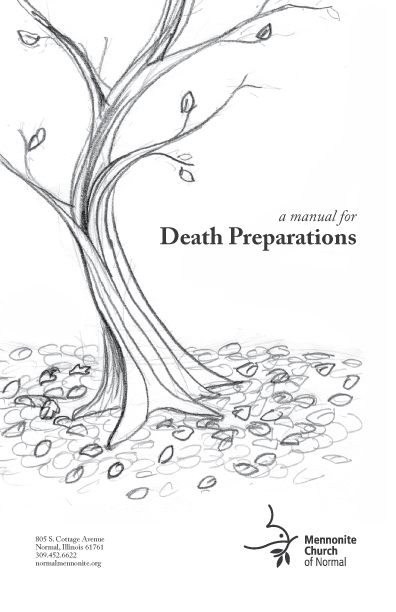 a manual for
Death Preparations
805 S. Cottage Avenue
Normal, Illinois 61761
309.452.6622
normalmennonite.org
Mennonite
Church
of Normal